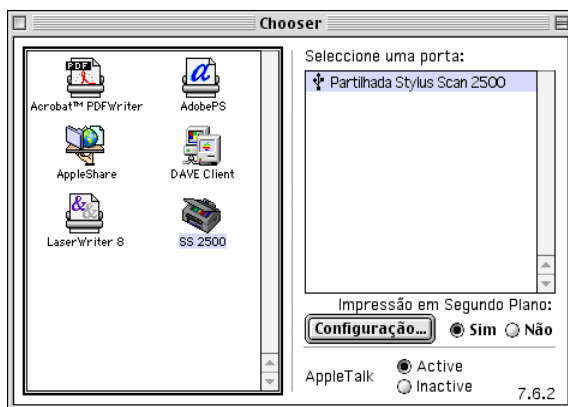 Chooser
Acrobat™ PDFWriter
AdobePS
AppleShare
DAVE Client
LaserWriter 8
SS 2500
Seleccione uma porta:
Partilhada Stylus Scan 2500
Impressão em Segundo Plano:
Configuração... Sim Não
AppleTalk Active
Inactive
7.6.2